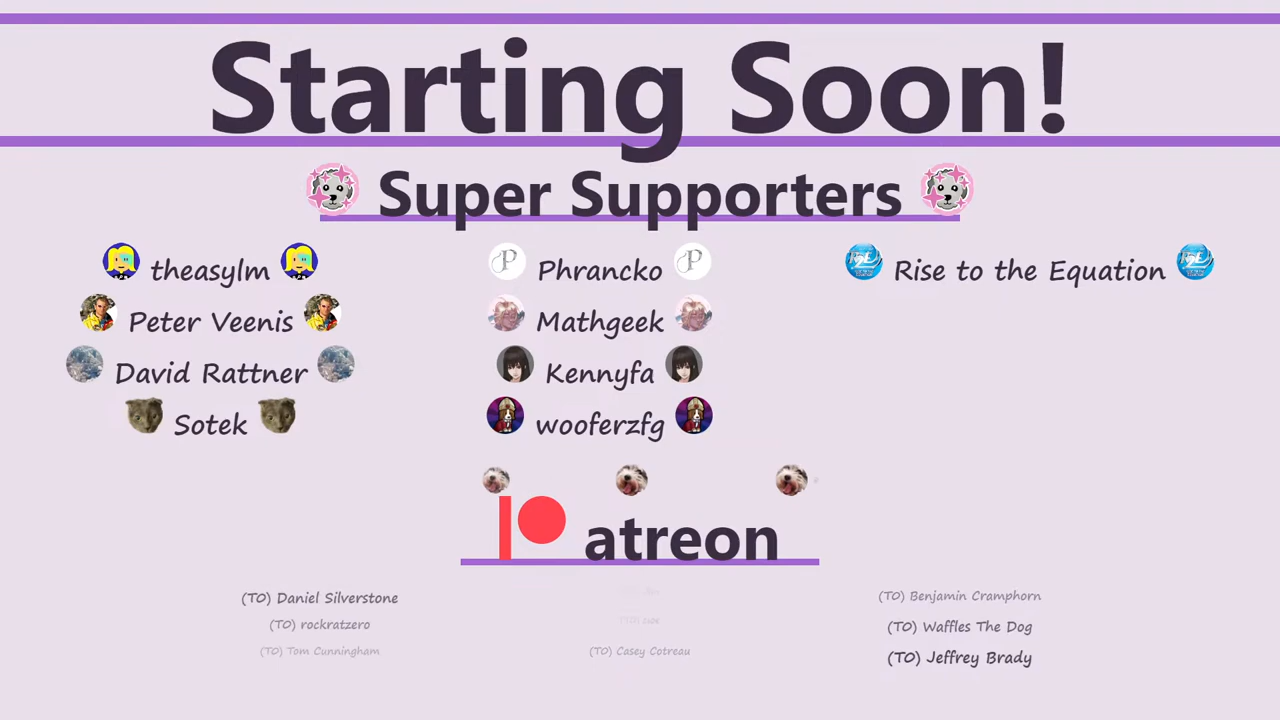 Starting Soon!
Super Supporters
theasylm
Peter Veenis
David Rattner
Sotek
Phrancko
Mathgeek
Kennyfa
wooferzfg
Rise to the Equation
Patreon
(TO) Daniel Silverstone
(TO) rockratzero
(TO) Tom Cunningham
(TO) Casey Cotreau
(TO) Benjamin Cramphorn
(TO) Waffles The Dog
(TO) Jeffrey Brady